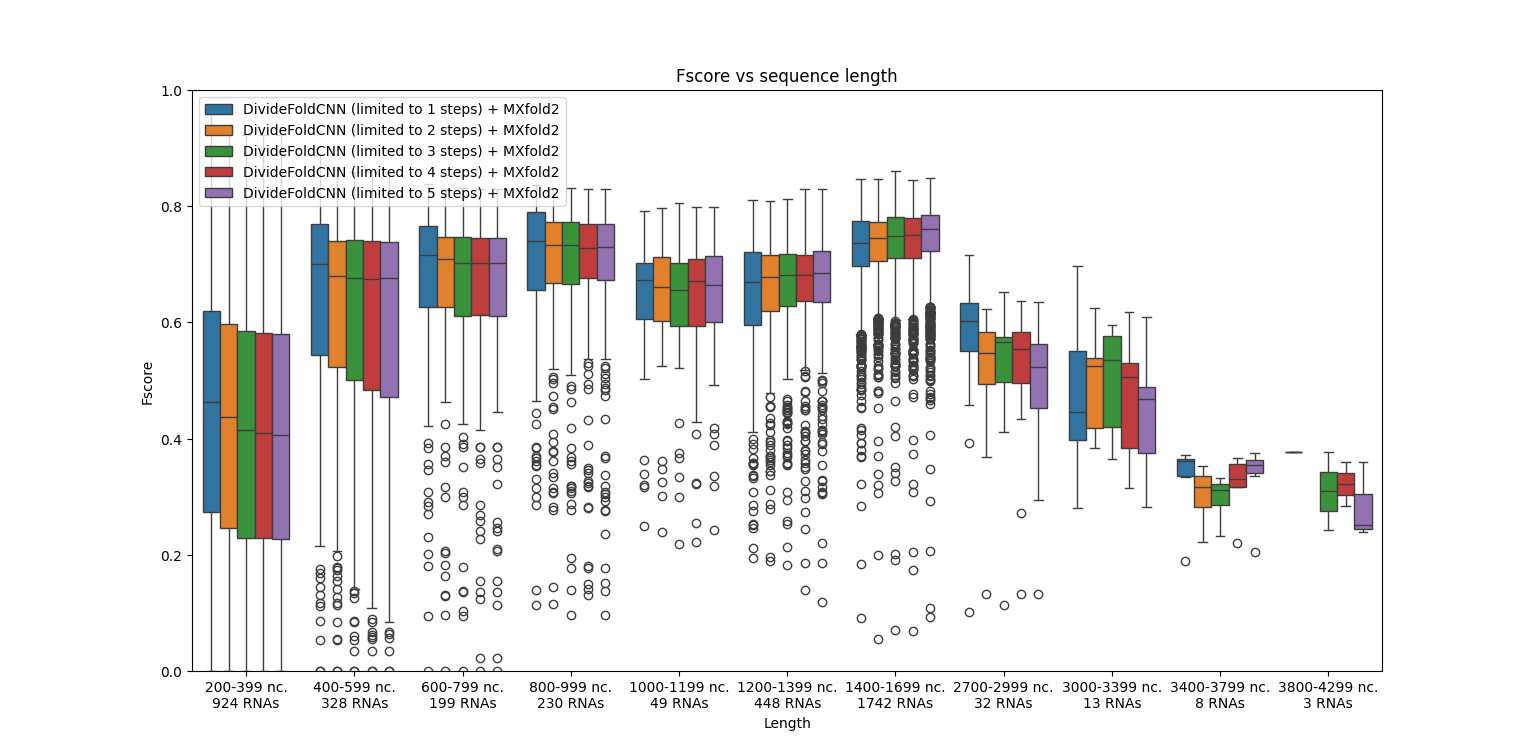 Fscore vs sequence length
1.0
0.8
0.6
0.4
0.2
0.0
Fscore
DivideFoldCNN (limited to 1 steps) + MXfold2
DivideFoldCNN (limited to 2 steps) + MXfold2
DivideFoldCNN (limited to 3 steps) + MXfold2
DivideFoldCNN (limited to 4 steps) + MXfold2
DivideFoldCNN (limited to 5 steps) + MXfold2
200-399 nc. 400-599 nc. 600-799 nc. 800-999 nc. 1000-1199 nc. 1200-1399 nc. 1400-1699 nc. 2700-2999 nc. 3000-3399 nc. 3400-3799 nc. 3800-4299 nc.
924 RNAs 328 RNAs 199 RNAs 230 RNAs 49 RNAs 448 RNAs 1742 RNAs 32 RNAs 13 RNAs 8 RNAs 3 RNAs
Length